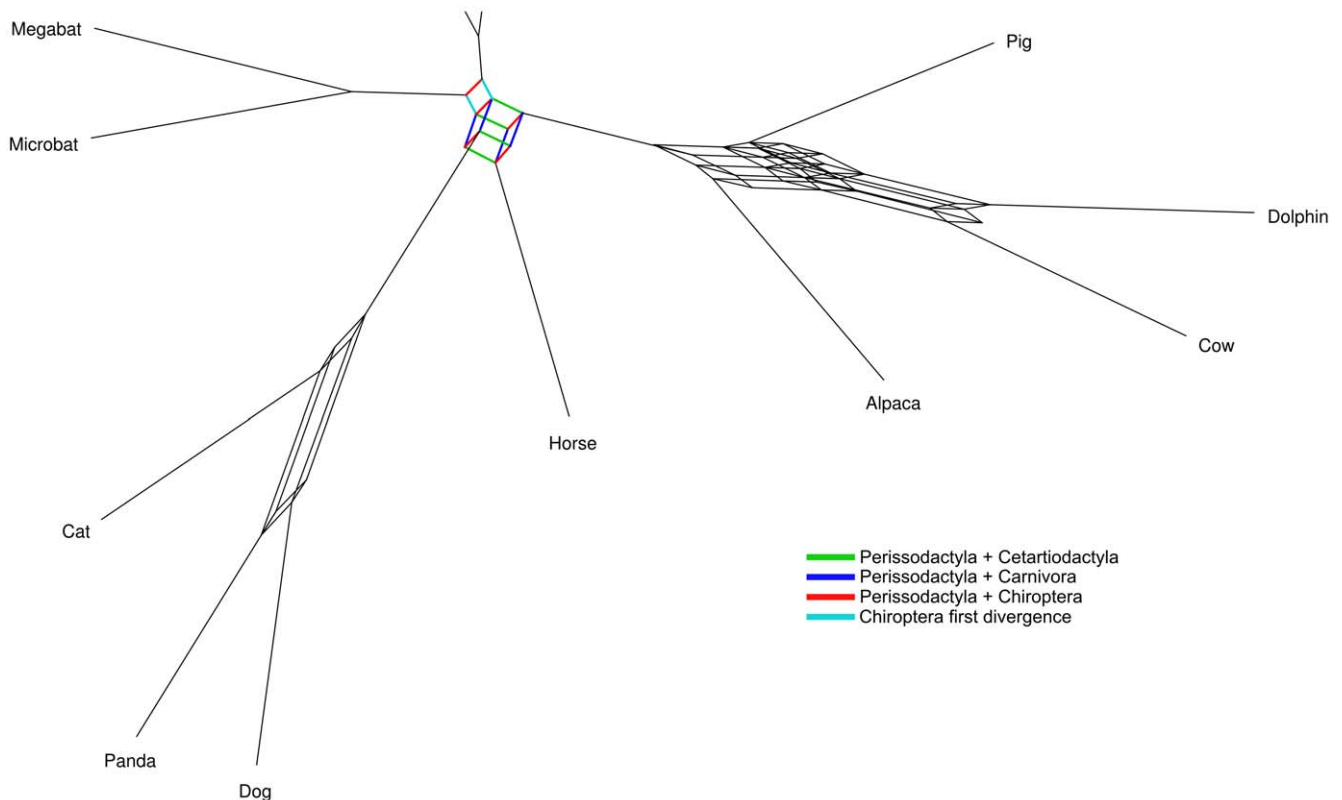 Megabat
Pig
Microbat
Dolphin
Cow
Alpaca
Horse
Cat
Perissodactyla + Cetartiodactyla
Perissodactyla + Carnivora
Perissodactyla + Chiroptera
Chiroptera first divergence
Panda
Dog